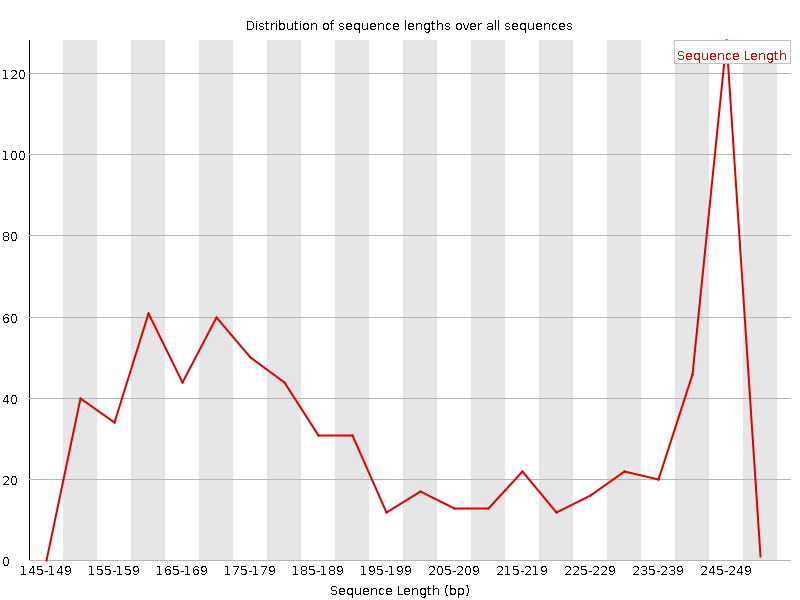 Distribution of sequence lengths over all sequences
Sequence Length
120
100
80
60
40
20
0
145-149 155-159 165-169 175-179 185-189 195-199 205-209 215-219 225-229 235-239 245-249
Sequence Length (bp)